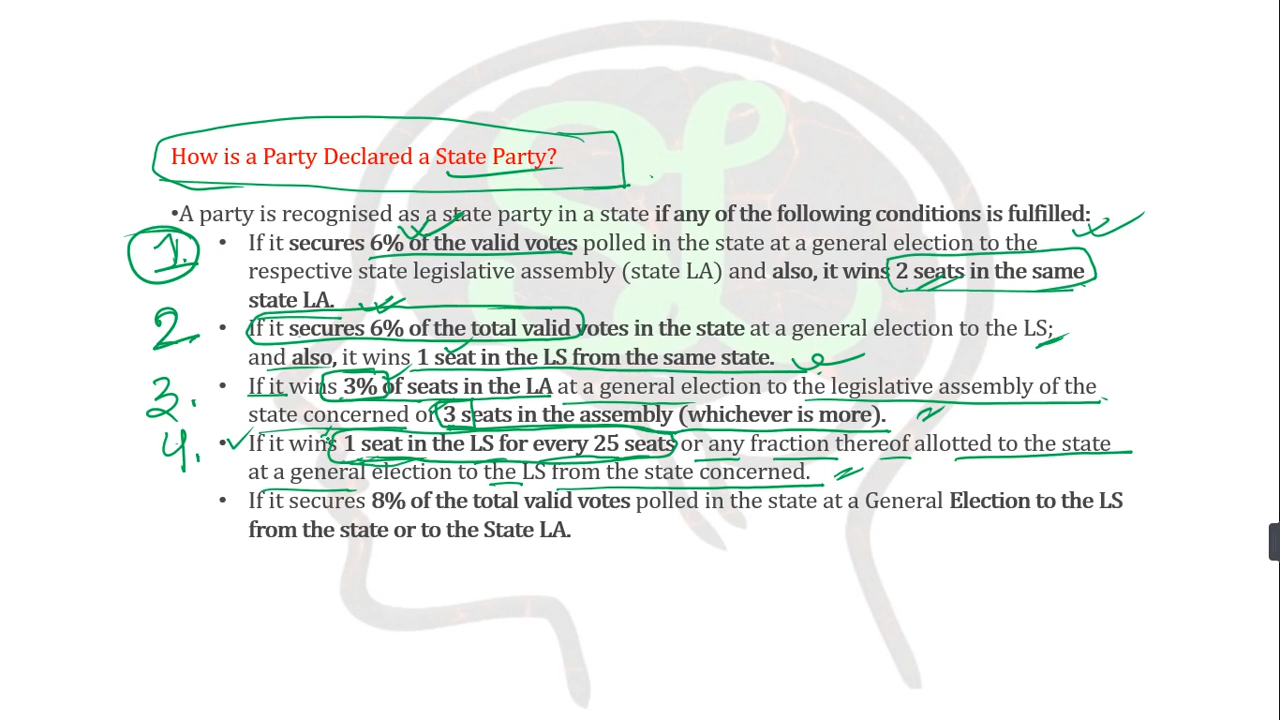 How is a Party Declared a State Party?
•A party is recognised as a state party in a state if any of the following conditions is fulfilled:
1. • If it secures 6% of the valid votes polled in the state at a general election to the
respective state legislative assembly (state LA) and also, it wins 2 seats in the same
state LA.
2. • If it secures 6% of the total valid votes in the state at a general election to the LS;
and also, it wins 1 seat in the LS from the same state.
3. • If it wins 3% of seats in the LA at a general election to the legislative assembly of the
state concerned or 3 seats in the assembly (whichever is more).
4. • If it wins 1 seat in the LS for every 25 seats or any fraction thereof allotted to the state
at a general election to the LS from the state concerned.
• If it secures 8% of the total valid votes polled in the state at a General Election to the LS
from the state or to the State LA.
SL